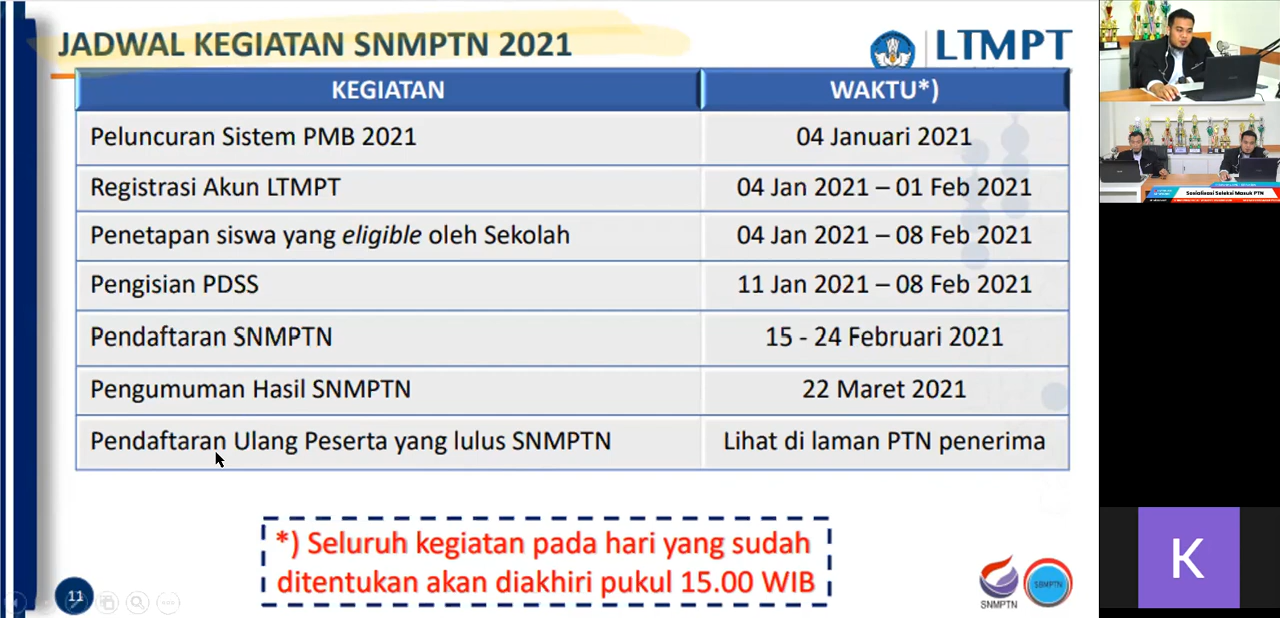 JADWAL KEGIATAN SNMPTN 2021
LTMPT
KEGIATAN WAKTU*)
Peluncuran Sistem PMB 2021 04 Januari 2021
Registrasi Akun LTMPT 04 Jan 2021 – 01 Feb 2021
Penetapan siswa yang eligible oleh Sekolah 04 Jan 2021 – 08 Feb 2021
Pengisian PDSS 11 Jan 2021 – 08 Feb 2021
Pendaftaran SNMPTN 15 - 24 Februari 2021
Pengumuman Hasil SNMPTN 22 Maret 2021
Pendaftaran Ulang Peserta yang lulus SNMPTN Lihat di laman PTN penerima
*) Seluruh kegiatan pada hari yang sudah
ditentukan akan diakhiri pukul 15.00 WIB
11
SNMPTN
SBMPTN
Sosialisasi Seleksi Masuk PTN
K